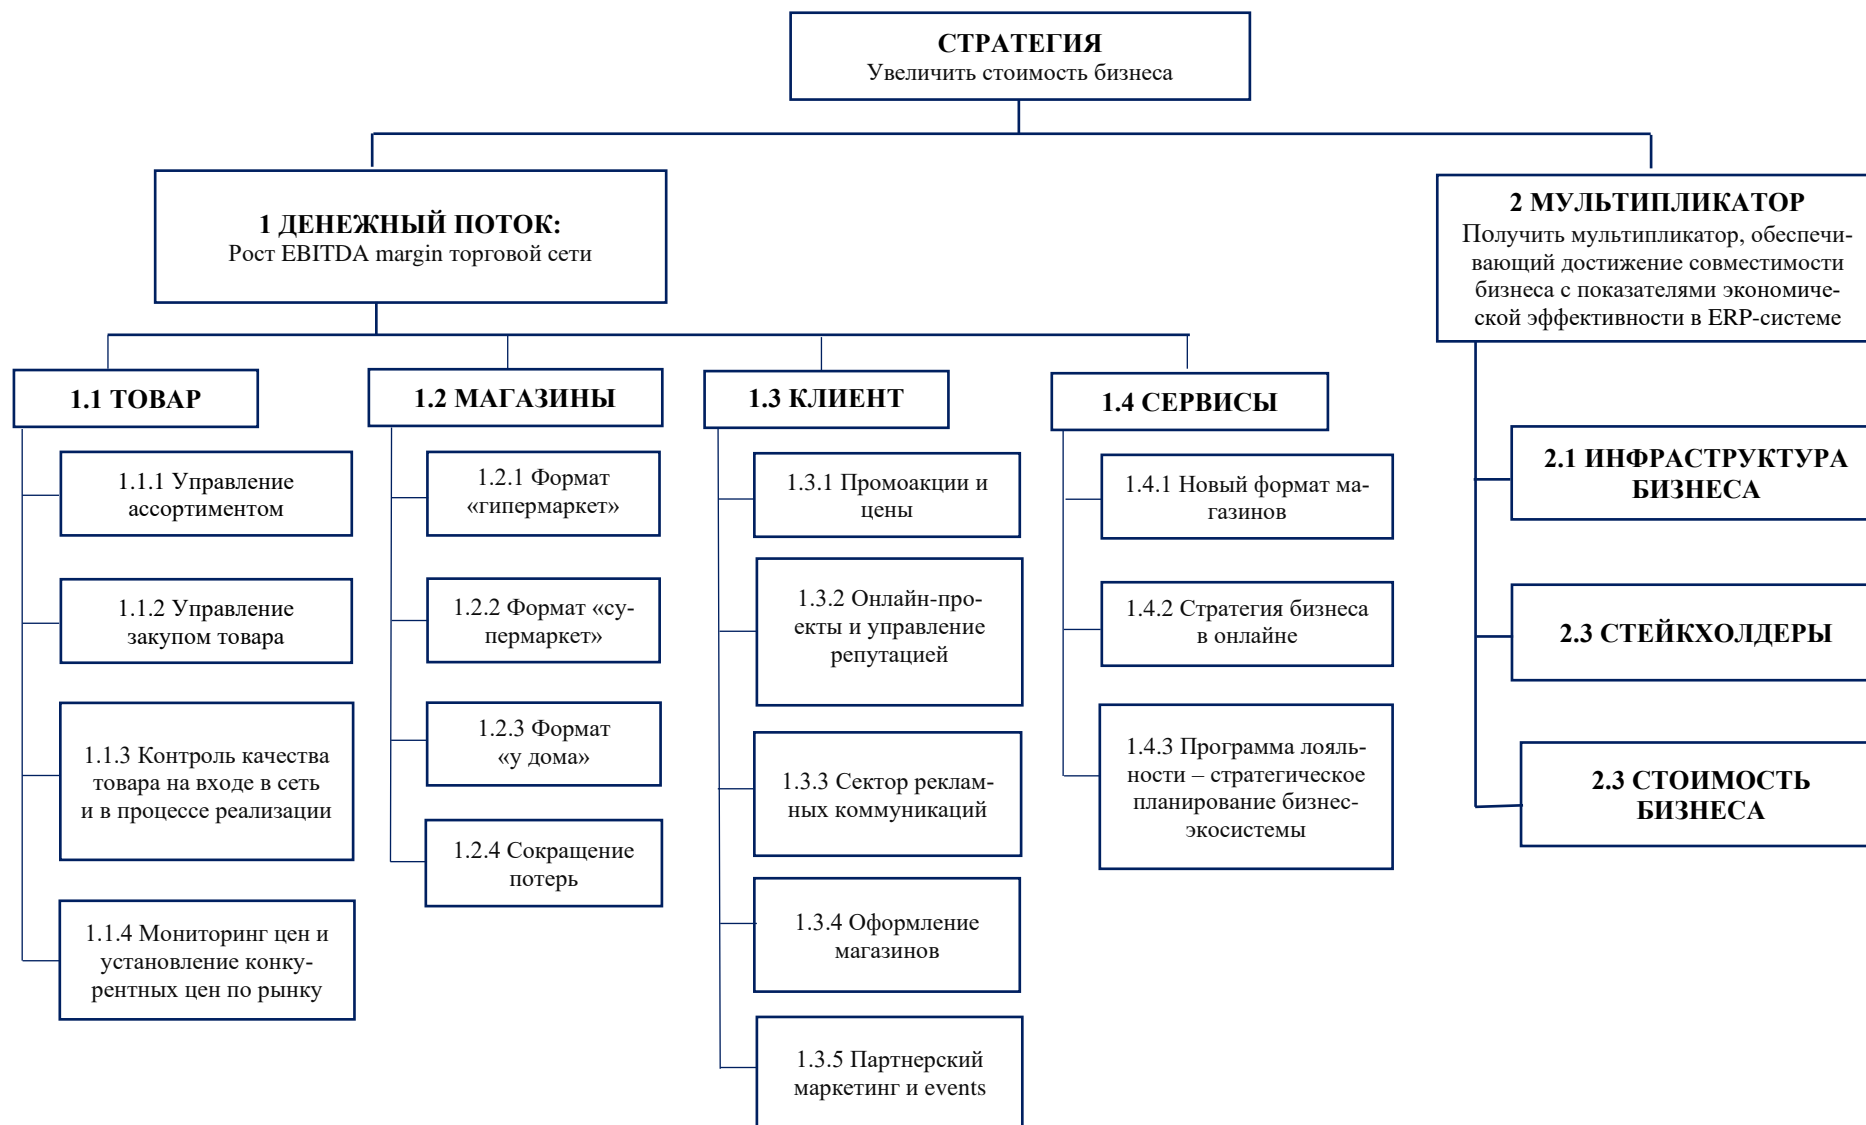 СТРАТЕГИЯ
Увеличить стоимость бизнеса
1 ДЕНЕЖНЫЙ ПОТОК:
Рост EBITDA margin торговой сети
2 МУЛЬТИПЛИКАТОР
Получить мультипликатор, обеспечи-
вающий достижение совместимости
бизнеса с показателями экономиче-
ской эффективности в ERP-системе
1.1 ТОВАР
1.1.1 Управление
ассортиментом
1.1.2 Управление
закупом товара
1.1.3 Контроль качества
товара на входе в сеть
и в процессе реализации
1.1.4 Мониторинг цен и
установление конку-
рентных цен по рынку
1.2 МАГАЗИНЫ
1.2.1 Формат
«гипермаркет»
1.2.2 Формат «су-
пермаркет»
1.2.3 Формат
«у дома»
1.2.4 Сокращение
потерь
1.3 КЛИЕНТ
1.3.1 Промоакции и
цены
1.3.2 Онлайн-про-
екты и управление
репутацией
1.3.3 Сектор реклам-
ных коммуникаций
1.3.4 Оформление
магазинов
1.3.5 Партнерский
маркетинг и events
1.4 СЕРВИСЫ
1.4.1 Новый формат ма-
газинов
1.4.2 Стратегия бизнеса
в онлайне
1.4.3 Программа лояль-
ности – стратегическое
планирование бизнес-
экосистемы
2.1 ИНФРАСТРУКТУРА
БИЗНЕСА
2.3 СТЕЙКХОЛДЕРЫ
2.3 СТОИМОСТЬ
БИЗНЕСА